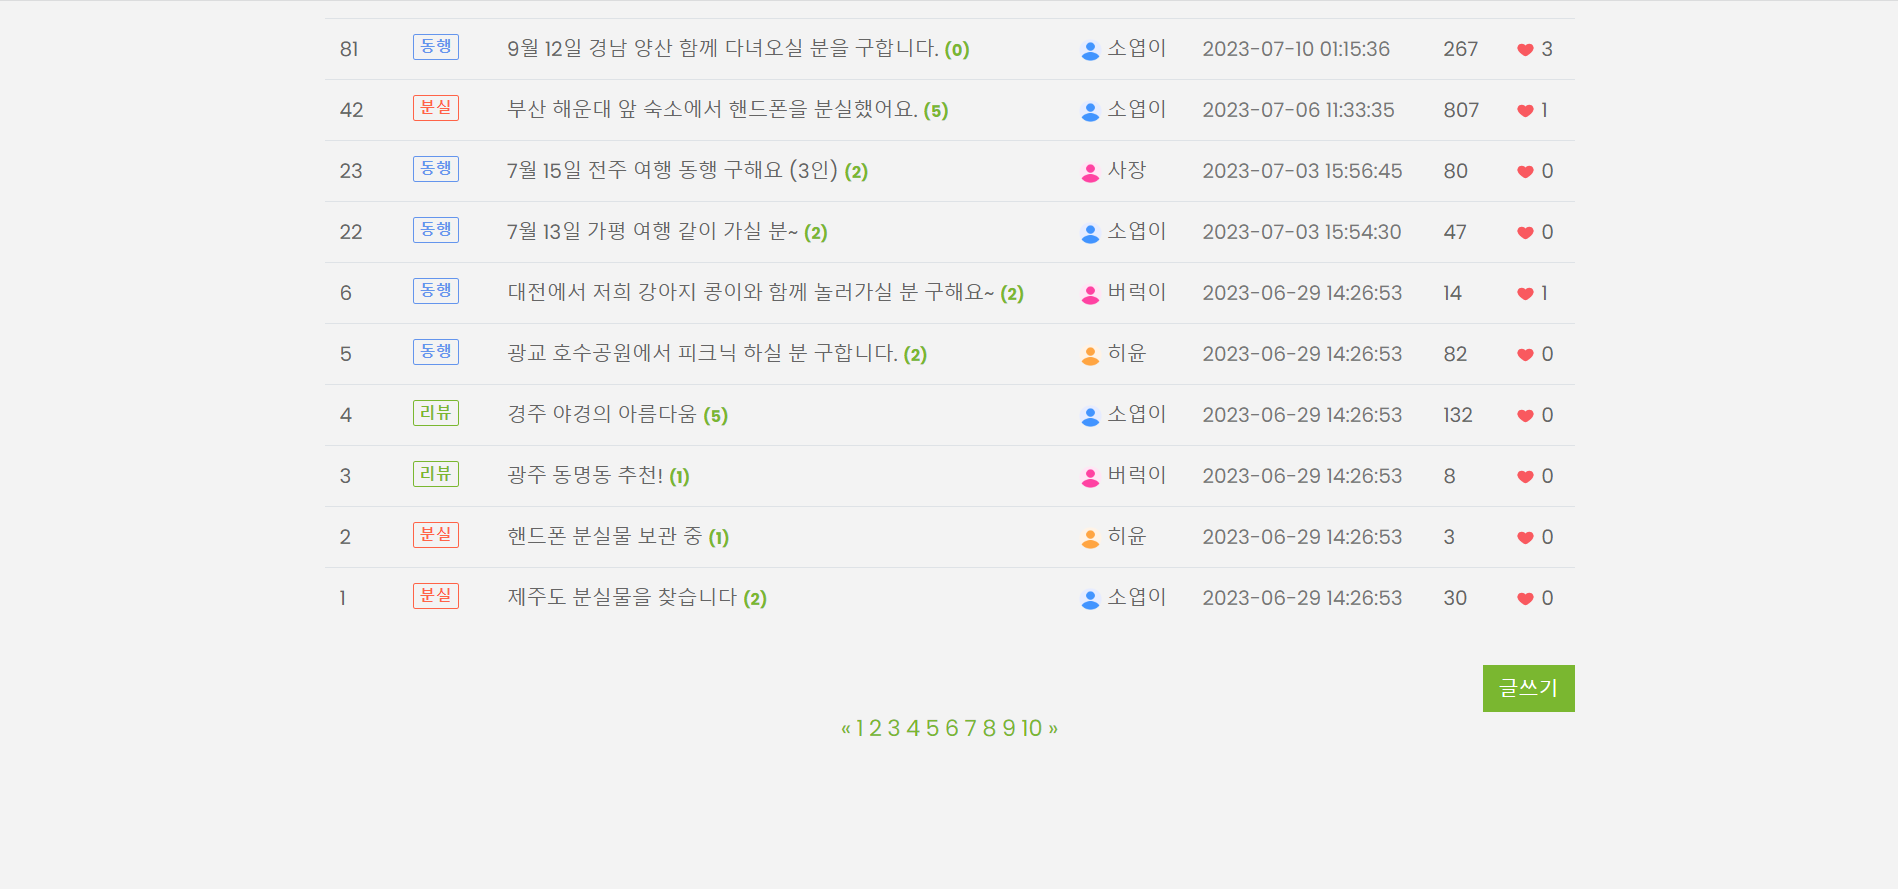 81 동행 9월 12일 경남 양산 함께 다녀오실 분을 구합니다. (0) 소엽이 2023-07-10 01:15:36 267 3
42 분실 부산 해운대 앞 숙소에서 핸드폰을 분실했어요. (5) 소엽이 2023-07-06 11:33:35 807 1
23 동행 7월 15일 전주 여행 동행 구해요 (3인) (2) 사장 2023-07-03 15:56:45 80 0
22 동행 7월 13일 가평 여행 같이 가실 분~ (2) 소엽이 2023-07-03 15:54:30 47 0
6 동행 대전에서 저희 강아지 콩이와 함께 놀러가실 분 구해요~ (2) 버럭이 2023-06-29 14:26:53 14 1
5 동행 광교 호수공원에서 피크닉 하실 분 구합니다. (2) 히윤 2023-06-29 14:26:53 82 0
4 리뷰 경주 야경의 아름다움 (5) 소엽이 2023-06-29 14:26:53 132 0
3 리뷰 광주 동명동 추천! (1) 버럭이 2023-06-29 14:26:53 8 0
2 분실 핸드폰 분실물 보관 중 (1) 히윤 2023-06-29 14:26:53 3 0
1 분실 제주도 분실물을 찾습니다 (2) 소엽이 2023-06-29 14:26:53 30 0
글쓰기
« 1 2 3 4 5 6 7 8 9 10 »